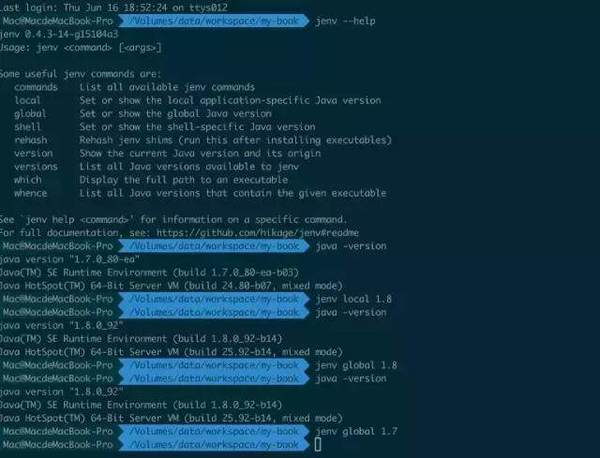 Last login: Thu Jun 16 18:52:24 on ttys012
Mac@MacdeMacBook-Pro /Volumes/data/workspace/my-book jenv --help
jenv 0.4.3-14-g15104a3
Usage: jenv <command> [<args>]
Some useful jenv commands are:
commands List all available jenv commands
local Set or show the local application-specific Java version
global Set or show the global Java version
shell Set or show the shell-specific Java version
rehash Rehash jenv shims (run this after installing executables)
version Show the current Java version and its origin
versions List all Java versions available to jenv
which Display the full path to an executable
whence List all Java versions that contain the given executable
See `jenv help <command>' for information on a specific command.
For full documentation, see: https://github.com/hikage/jenv#readme
Mac@MacdeMacBook-Pro /Volumes/data/workspace/my-book java -version
java version "1.7.0_80-ea"
Java(TM) SE Runtime Environment (build 1.7.0_80-ea-b03)
Java HotSpot(TM) 64-Bit Server VM (build 24.80-b07, mixed mode)
Mac@MacdeMacBook-Pro /Volumes/data/workspace/my-book jenv local 1.8
Mac@MacdeMacBook-Pro /Volumes/data/workspace/my-book java -version
java version "1.8.0_92"
Java(TM) SE Runtime Environment (build 1.8.0_92-b14)
Java HotSpot(TM) 64-Bit Server VM (build 25.92-b14, mixed mode)
Mac@MacdeMacBook-Pro /Volumes/data/workspace/my-book jenv global 1.8
Mac@MacdeMacBook-Pro /Volumes/data/workspace/my-book java -version
java version "1.8.0_92"
Java(TM) SE Runtime Environment (build 1.8.0_92-b14)
Java HotSpot(TM) 64-Bit Server VM (build 25.92-b14, mixed mode)
Mac@MacdeMacBook-Pro /Volumes/data/workspace/my-book jenv global 1.7
Mac@MacdeMacBook-Pro /Volumes/data/workspace/my-book